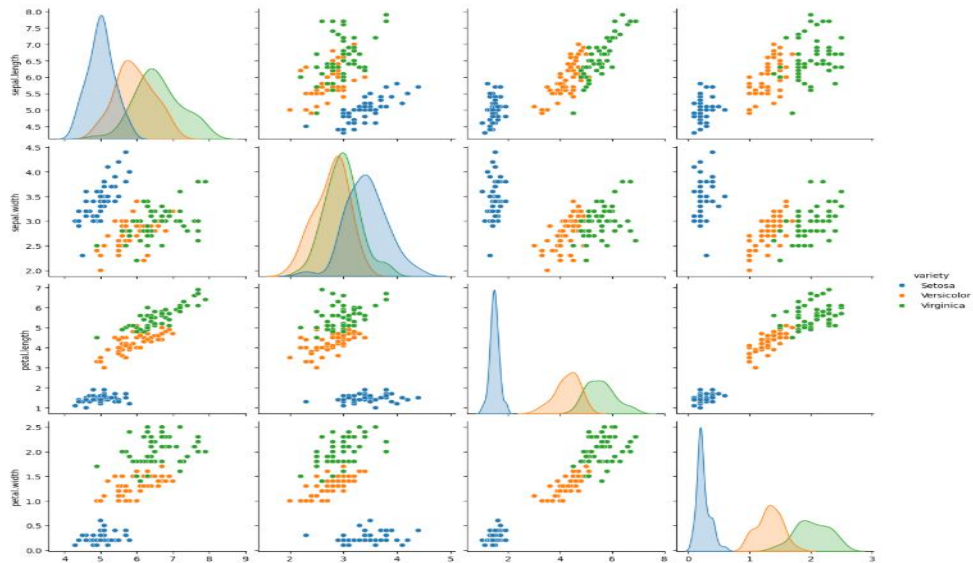 8.0
7.5
7.0
6.5
6.0
5.5
5.0
4.5
sepal.length
4.5
4.0
3.5
3.0
2.5
2.0
sepal.width
7
6
5
4
3
2
1
petal.length
2.5
2.0
1.5
1.0
0.5
0.0
petal.width
4 5 6 7 8 9
2 3 4 5
2 4 6 8
0 1 2 3
variety
Setosa
Versicolor
Virginica